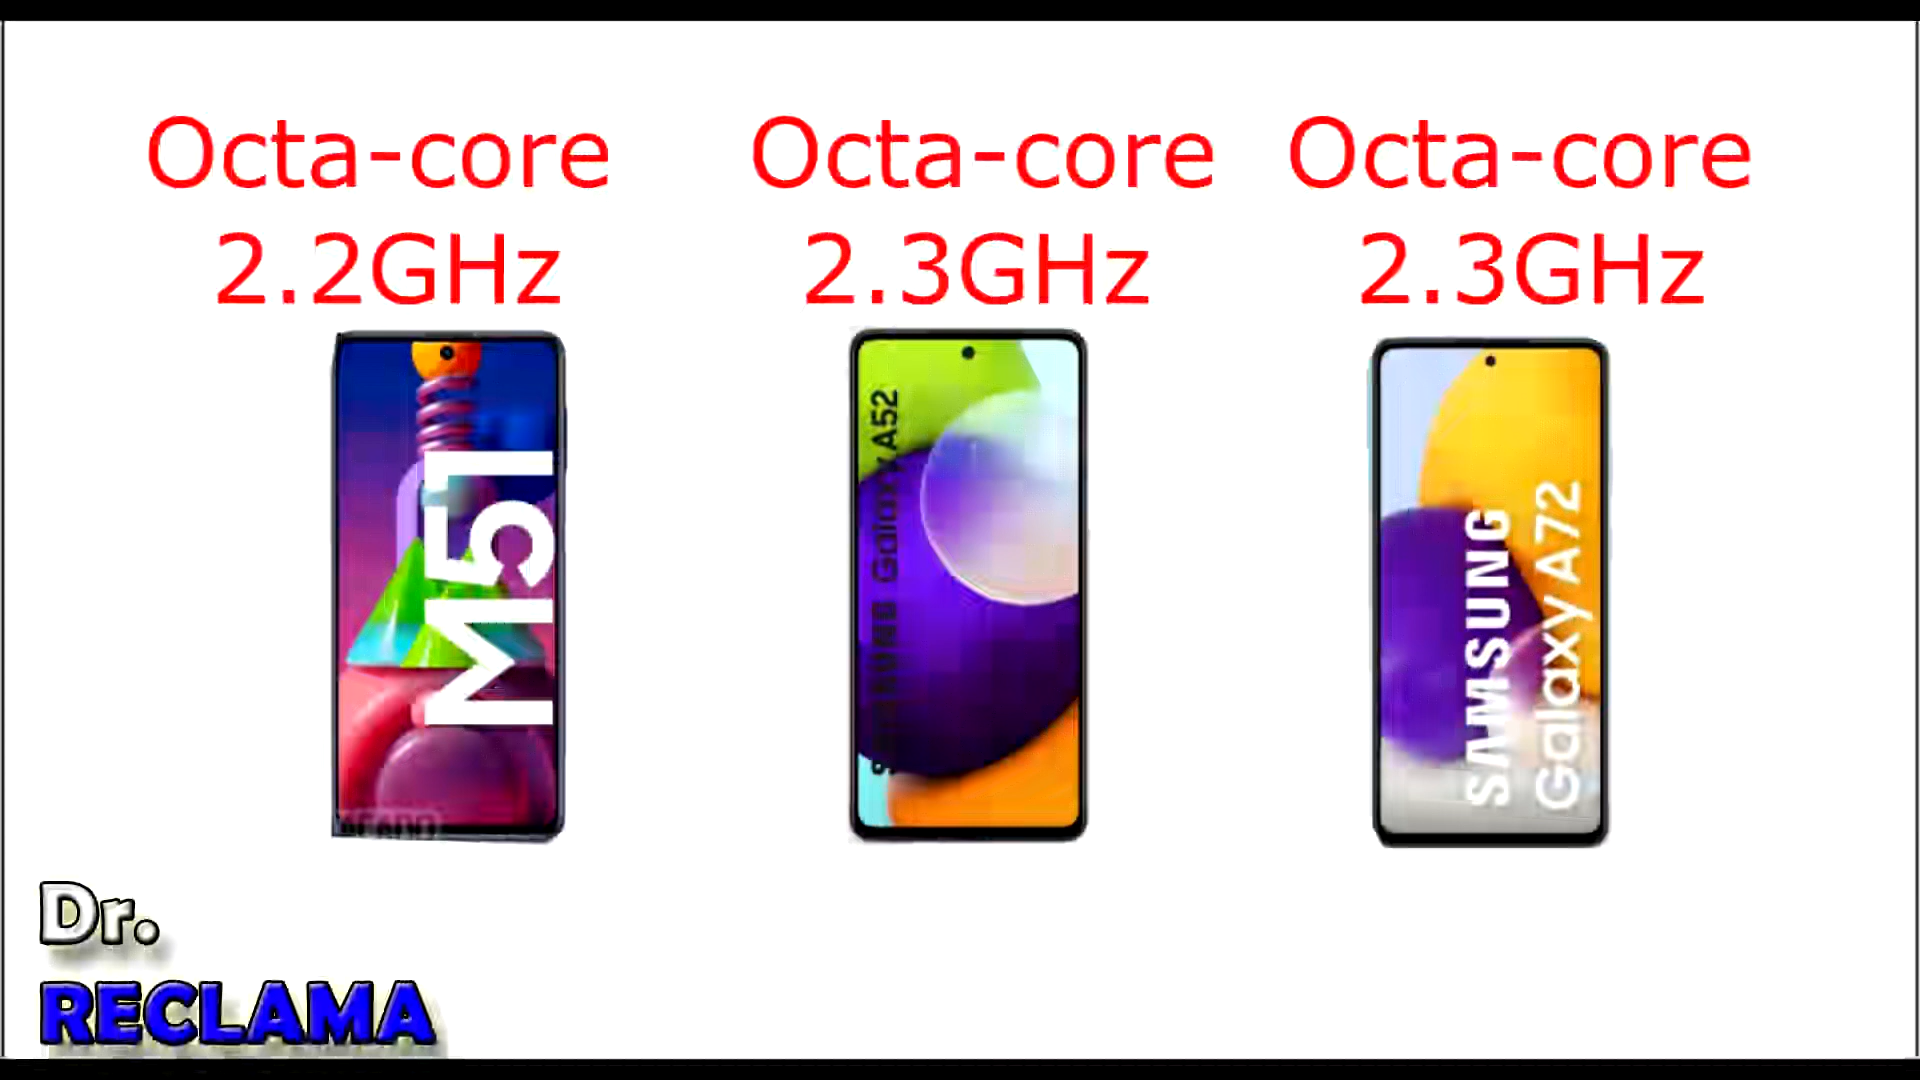 Octa-core
2.2GHz
Octa-core
2.3GHz
Octa-core
2.3GHz
M51
SAMSUNG Galaxy A52
SAMSUNG
Galaxy A72
Dr.
RECLAMA